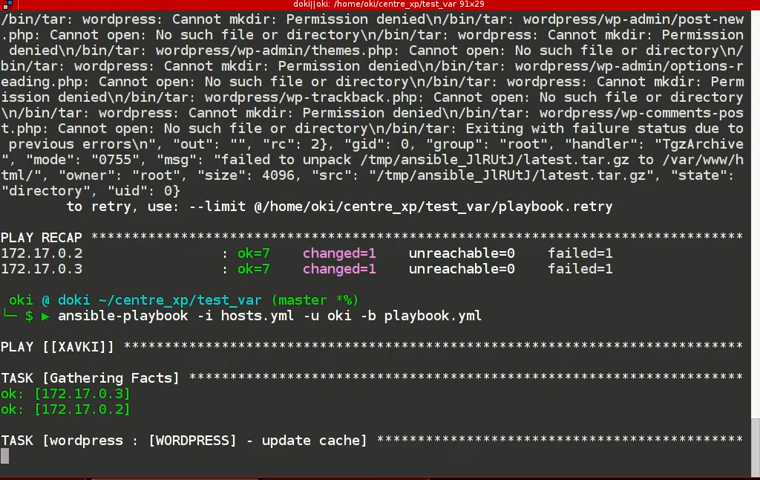 doki||oki: /home/oki/centre_xp/test_var 91x29
/bin/tar: wordpress: Cannot mkdir: Permission denied\n/bin/tar: wordpress/wp-admin/post-new
.php: Cannot open: No such file or directory\n/bin/tar: wordpress: Cannot mkdir: Permission
 denied\n/bin/tar: wordpress/wp-admin/themes.php: Cannot open: No such file or directory\n/
bin/tar: wordpress: Cannot mkdir: Permission denied\n/bin/tar: wordpress/wp-admin/options-r
eading.php: Cannot open: No such file or directory\n/bin/tar: wordpress: Cannot mkdir: Perm
ission denied\n/bin/tar: wordpress/wp-trackback.php: Cannot open: No such file or directory
\n/bin/tar: wordpress: Cannot mkdir: Permission denied\n/bin/tar: wordpress/wp-comments-pos
t.php: Cannot open: No such file or directory\n/bin/tar: Exiting with failure status due to
 previous errors\n", "out": "", "rc": 2}, "gid": 0, "group": "root", "handler": "TgzArchive
", "mode": "0755", "msg": "failed to unpack /tmp/ansible_JlRUtJ/latest.tar.gz to /var/www/h
tml/", "owner": "root", "size": 4096, "src": "/tmp/ansible_JlRUtJ/latest.tar.gz", "state": 
"directory", "uid": 0}
        to retry, use: --limit @/home/oki/centre_xp/test_var/playbook.retry
PLAY RECAP ********************************************************************************
172.17.0.2                 : ok=7    changed=1    unreachable=0    failed=1
172.17.0.3                 : ok=7    changed=1    unreachable=0    failed=1
oki @ doki ~/centre_xp/test_var (master *%)
└─ $ ▶ ansible-playbook -i hosts.yml -u oki -b playbook.yml
PLAY [[XAVKI]] *****************************************************************************
TASK [Gathering Facts] ********************************************************************
ok: [172.17.0.3]
ok: [172.17.0.2]
TASK [wordpress : [WORDPRESS] - update cache] *********************************************